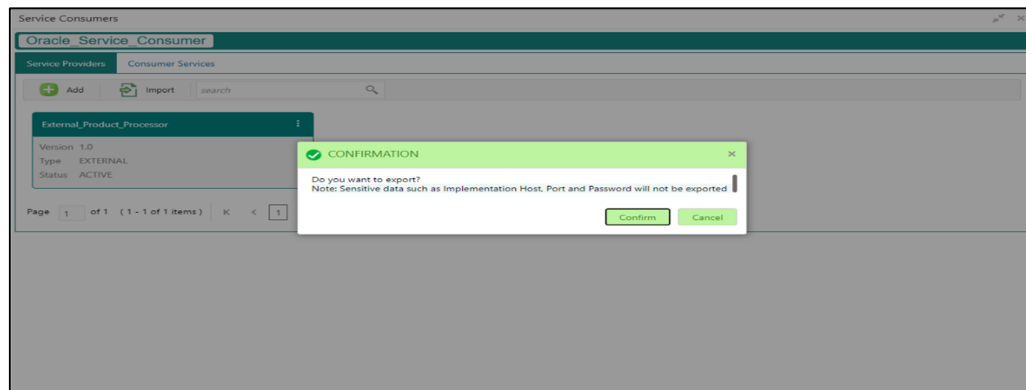 Service Consumers
Oracle_Service_Consumer
Service Providers Consumer Services
Add Import search
External_Product_Processor
Version 1.0
Type EXTERNAL
Status ACTIVE
CONFIRMATION
Do you want to export?
Note: Sensitive data such as Implementation Host, Port and Password will not be exported
Confirm Cancel
Page 1 of 1 (1 - 1 of 1 items) K < 1